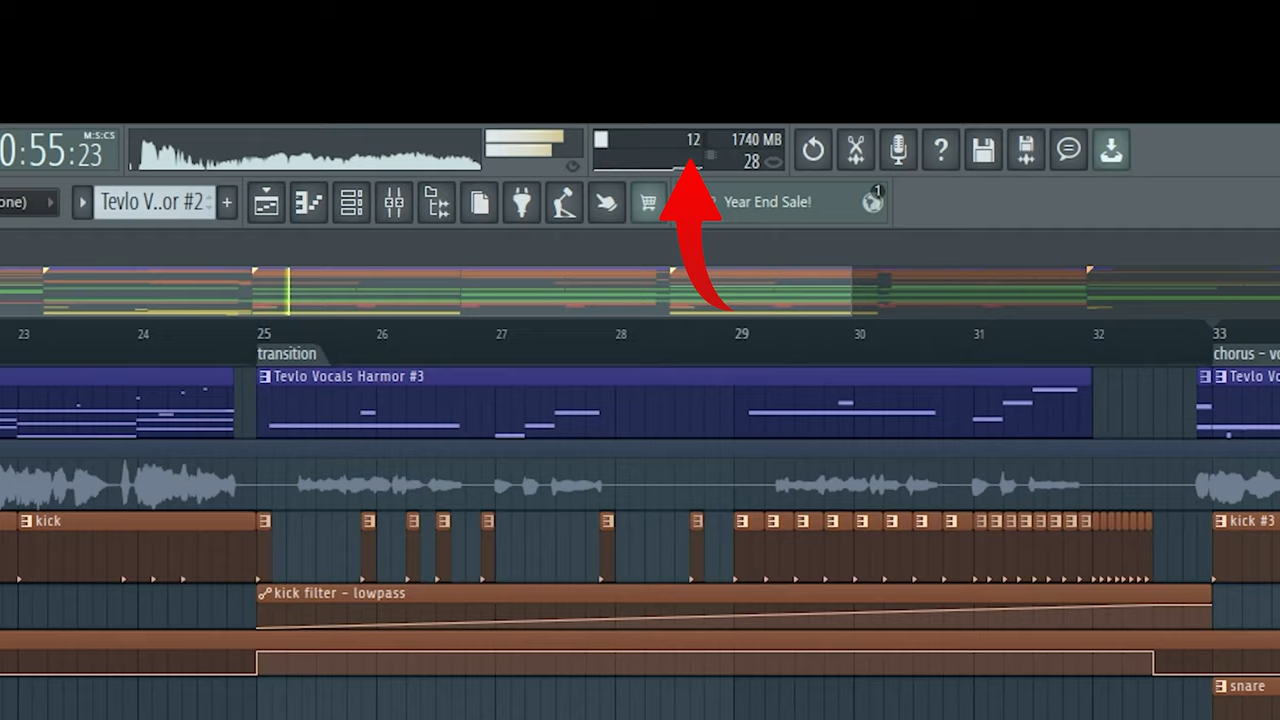 0:55:23
M:S:CS
12
1740 MB
28
one)
Tevlo V..or #2
+
?
Year End Sale!
1
23
24
25
26
27
28
29
30
31
32
33
transition
chorus - vo
Tevlo Vocals Harmor #3
Tevlo Vo
kick
kick #3
kick filter - lowpass
snare